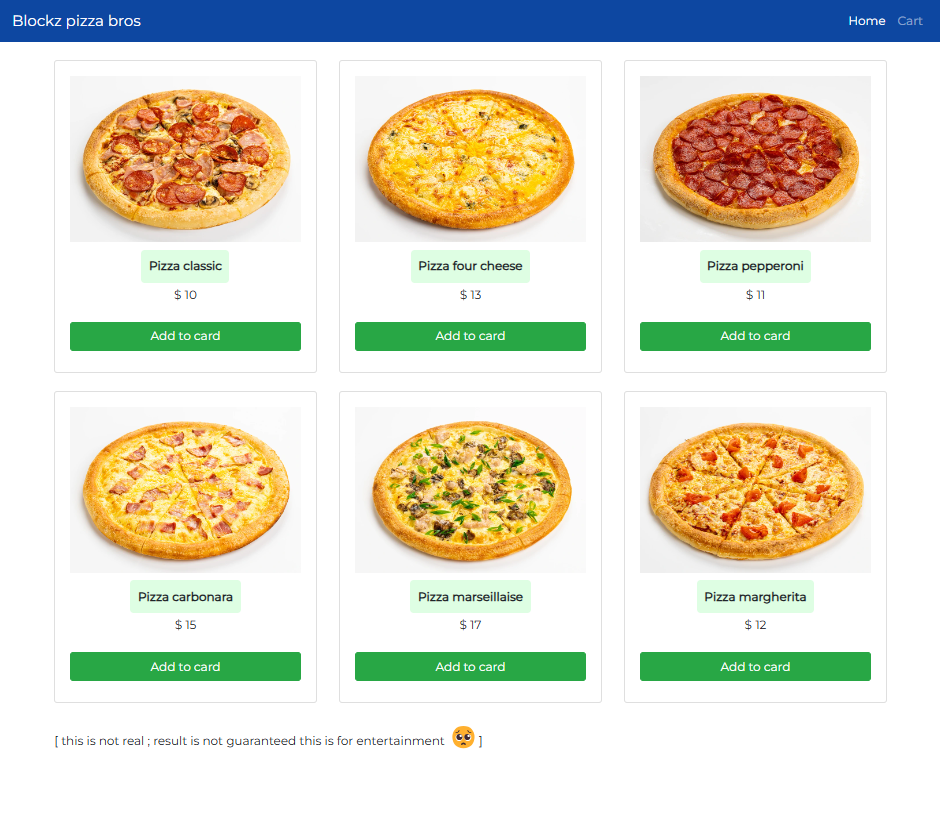 Blockz pizza bros
Home Cart
Pizza classic
$ 10
Add to card
Pizza four cheese
$ 13
Add to card
Pizza pepperoni
$ 11
Add to card
Pizza carbonara
$ 15
Add to card
Pizza marseillaise
$ 17
Add to card
Pizza margherita
$ 12
Add to card
[ this is not real ; result is not guaranteed this is for entertainment 🥺 ]